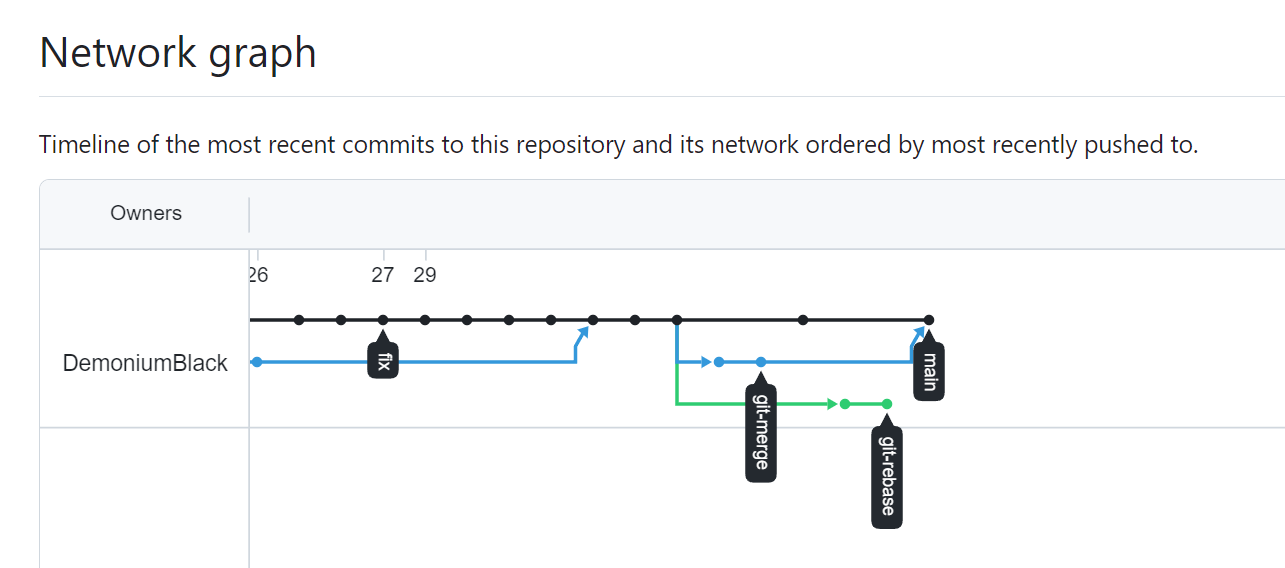 Network graph
Timeline of the most recent commits to this repository and its network ordered by most recently pushed to.
Owners
26 27 29
DemoniumBlack
fix
main
git-merge
git-rebase